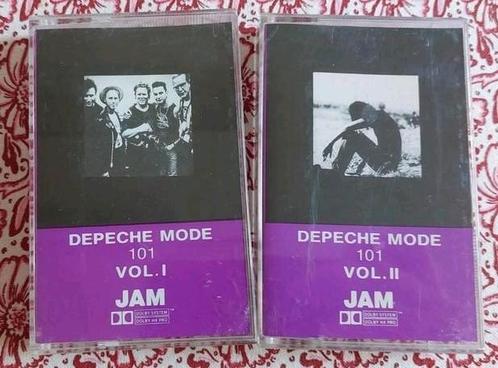 DEPECHE MODE
101
VOL. I
JAM
DOLBY SYSTEM
DOLBY HX PRO
DEPECHE MODE
101
VOL. II
JAM
DOLBY SYSTEM
DOLBY HX PRO